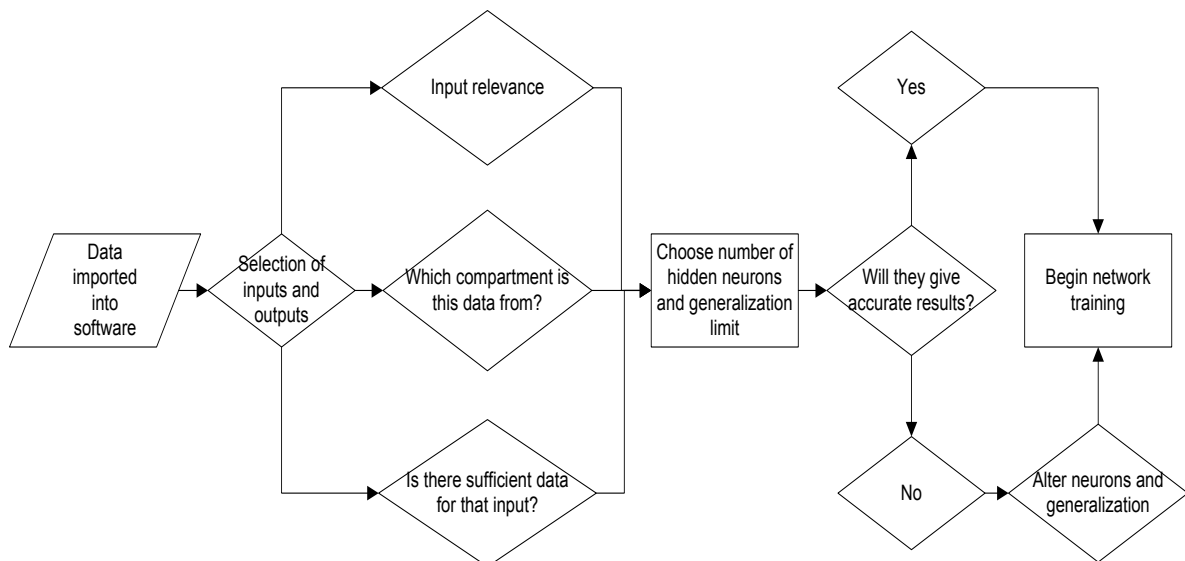 Data
imported
into
software
Selection of
inputs and
outputs
Input relevance
Which compartment is
this data from?
Is there sufficient data
for that input?
Choose number of
hidden neurons
and generalization
limit
Will they give
accurate results?
Yes
No
Alter neurons and
generalization
Begin network
training